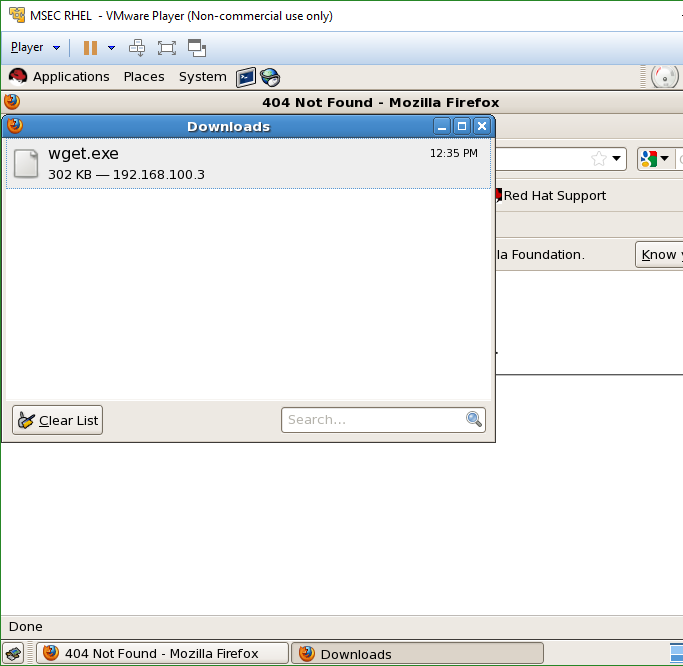 MSEC RHEL - VMware Player (Non-commercial use only)
Player
Applications Places System
404 Not Found - Mozilla Firefox
Downloads
wget.exe 12:35 PM
302 KB — 192.168.100.3
Red Hat Support
la Foundation. Know
Clear List Search...
Done
404 Not Found - Mozilla Firefox Downloads